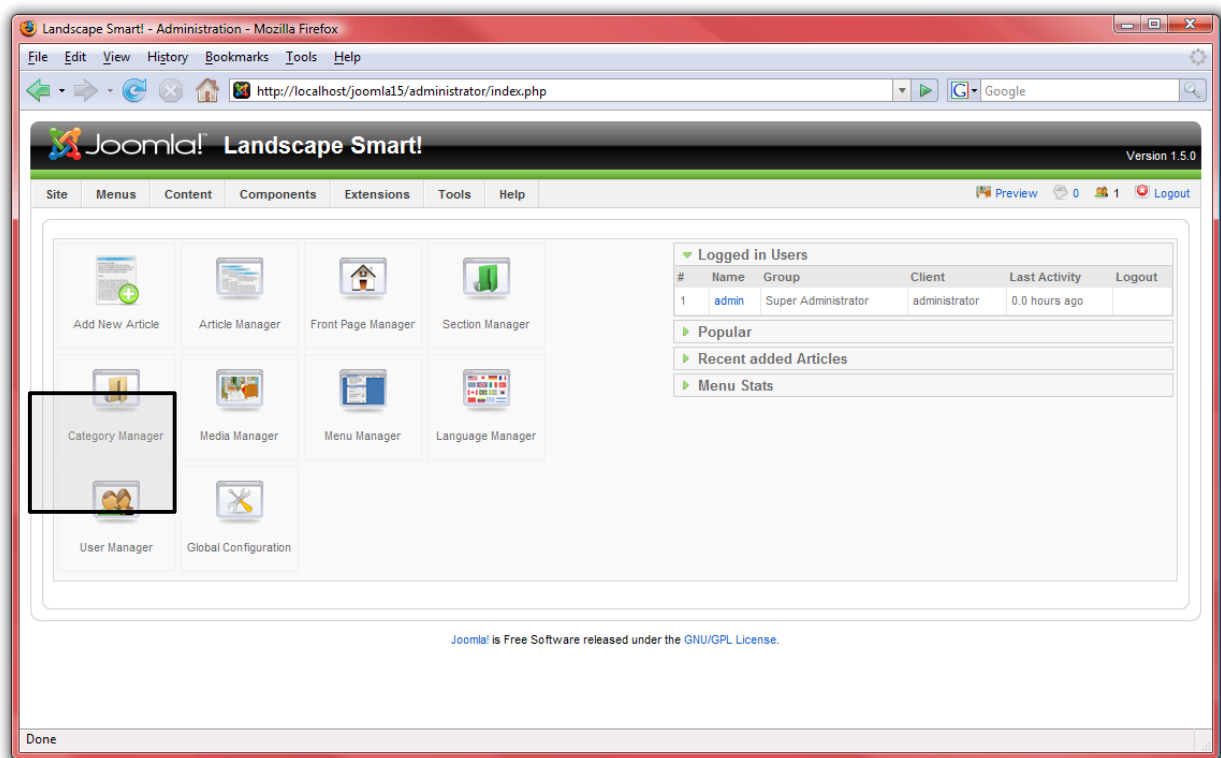 Landscape Smart! - Administration - Mozilla Firefox
File Edit View History Bookmarks Tools Help
http://localhost/joomla15/administrator/index.php
G Google
Joomla!™ Landscape Smart!
Version 1.5.0
Site Menus Content Components Extensions Tools Help Preview 0 1 Logout
Add New Article Article Manager Front Page Manager Section Manager
Category Manager Media Manager Menu Manager Language Manager
User Manager Global Configuration
Logged in Users
# Name Group Client Last Activity Logout
1 admin Super Administrator administrator 0.0 hours ago
Popular
Recent added Articles
Menu Stats
Joomla! is Free Software released under the GNU/GPL License.
Done